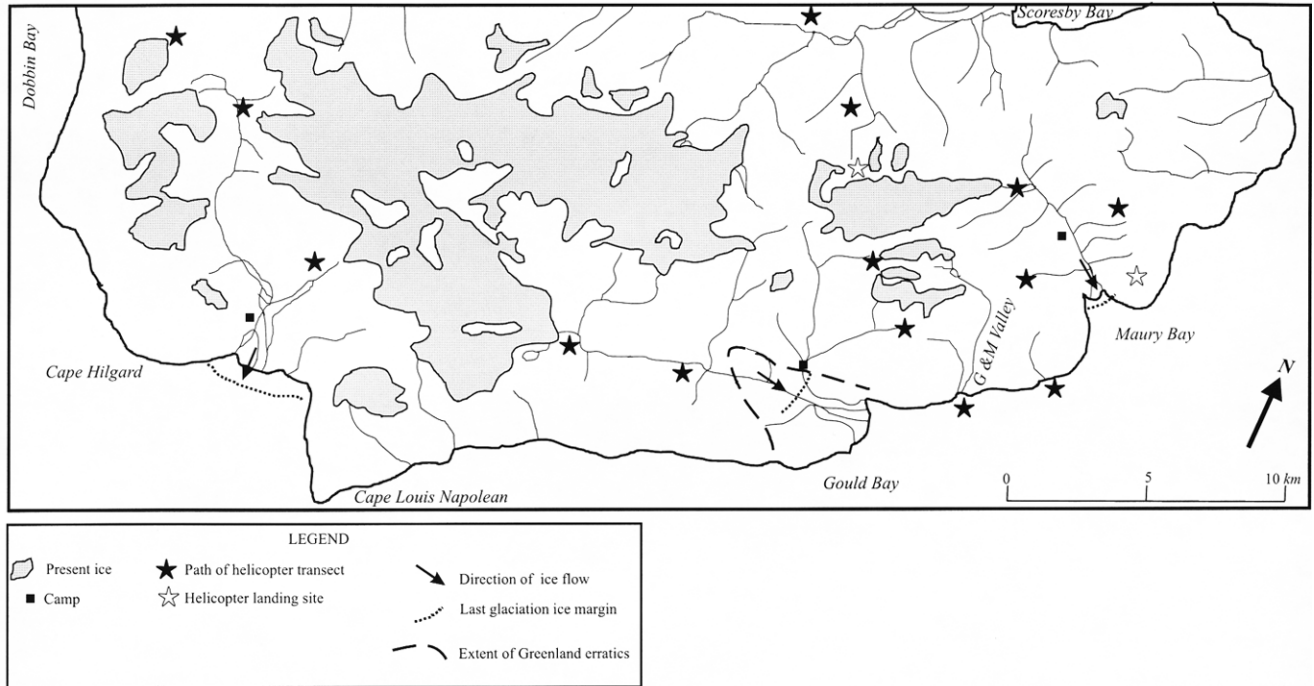 Scoresby Bay
Dobbin Bay
G &M Valley
Maury Bay
Cape Hilgard
N
Gould Bay
Cape Louis Napolean
0 5 10 km
LEGEND
Present ice
Path of helicopter transect
Direction of ice flow
Camp
Helicopter landing site
Last glaciation ice margin
Extent of Greenland erratics